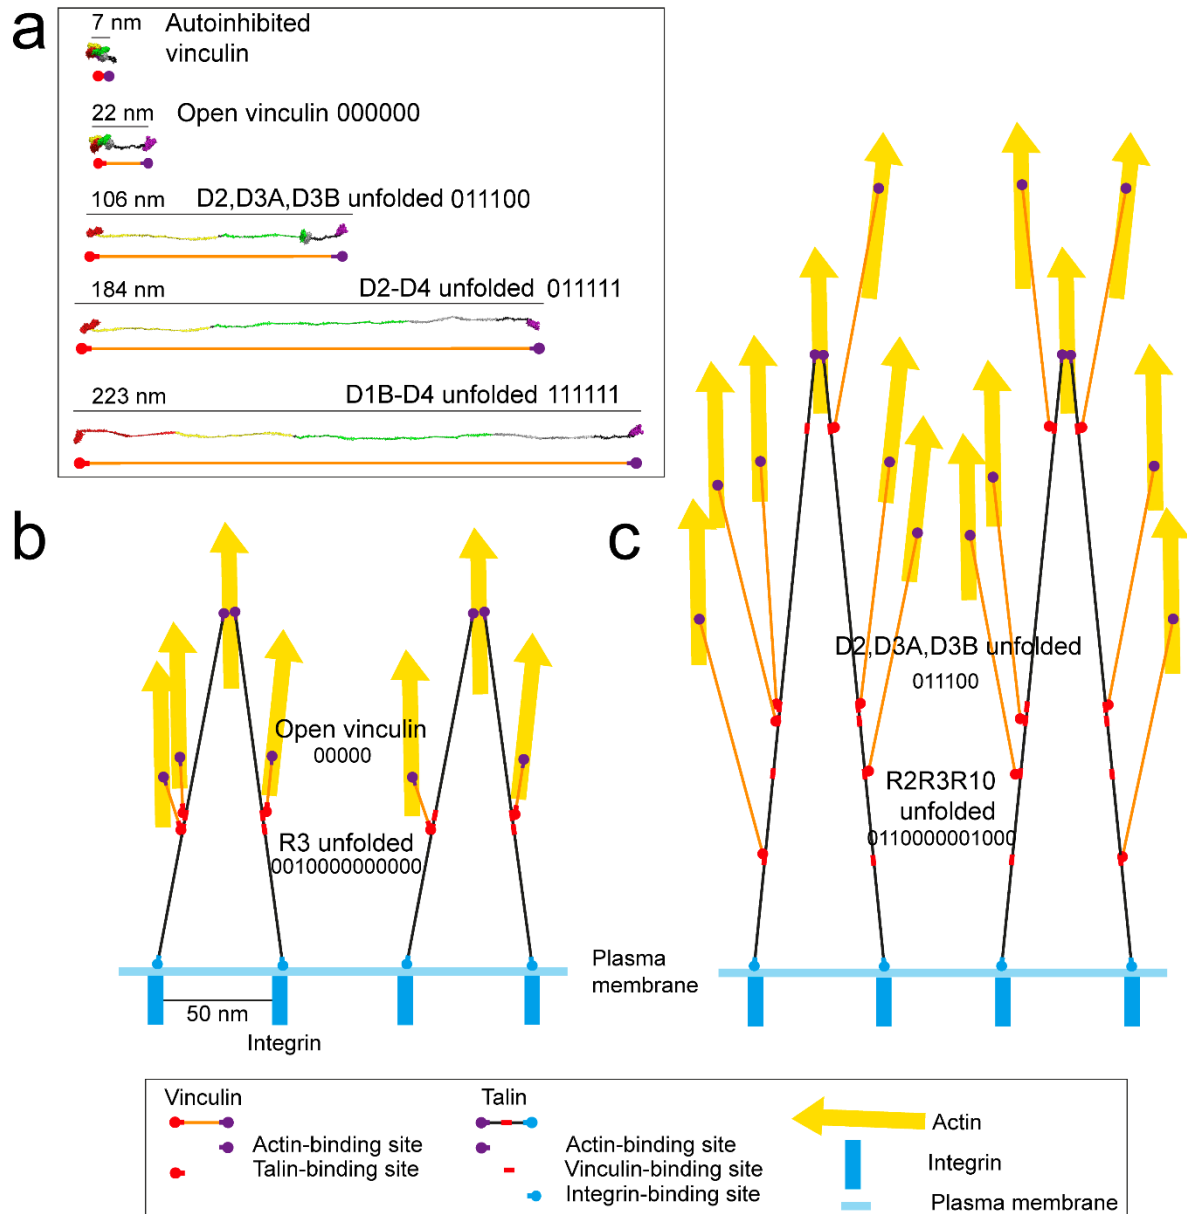 a
7 nm
Autoinhibited
vinculin
22 nm
Open vinculin 000000
106 nm
D2,D3A,D3B unfolded 011100
184 nm
D2-D4 unfolded 011111
223 nm
D1B-D4 unfolded 111111
b
Open vinculin
00000
R3 unfolded
0010000000000
50 nm
Integrin
Plasma
membrane
c
D2,D3A,D3B unfolded
011100
R2R3R10
unfolded
0110000001000
Vinculin
Actin-binding site
Talin-binding site
Talin
Actin-binding site
Vinculin-binding site
Integrin-binding site
Actin
Integrin
Plasma membrane